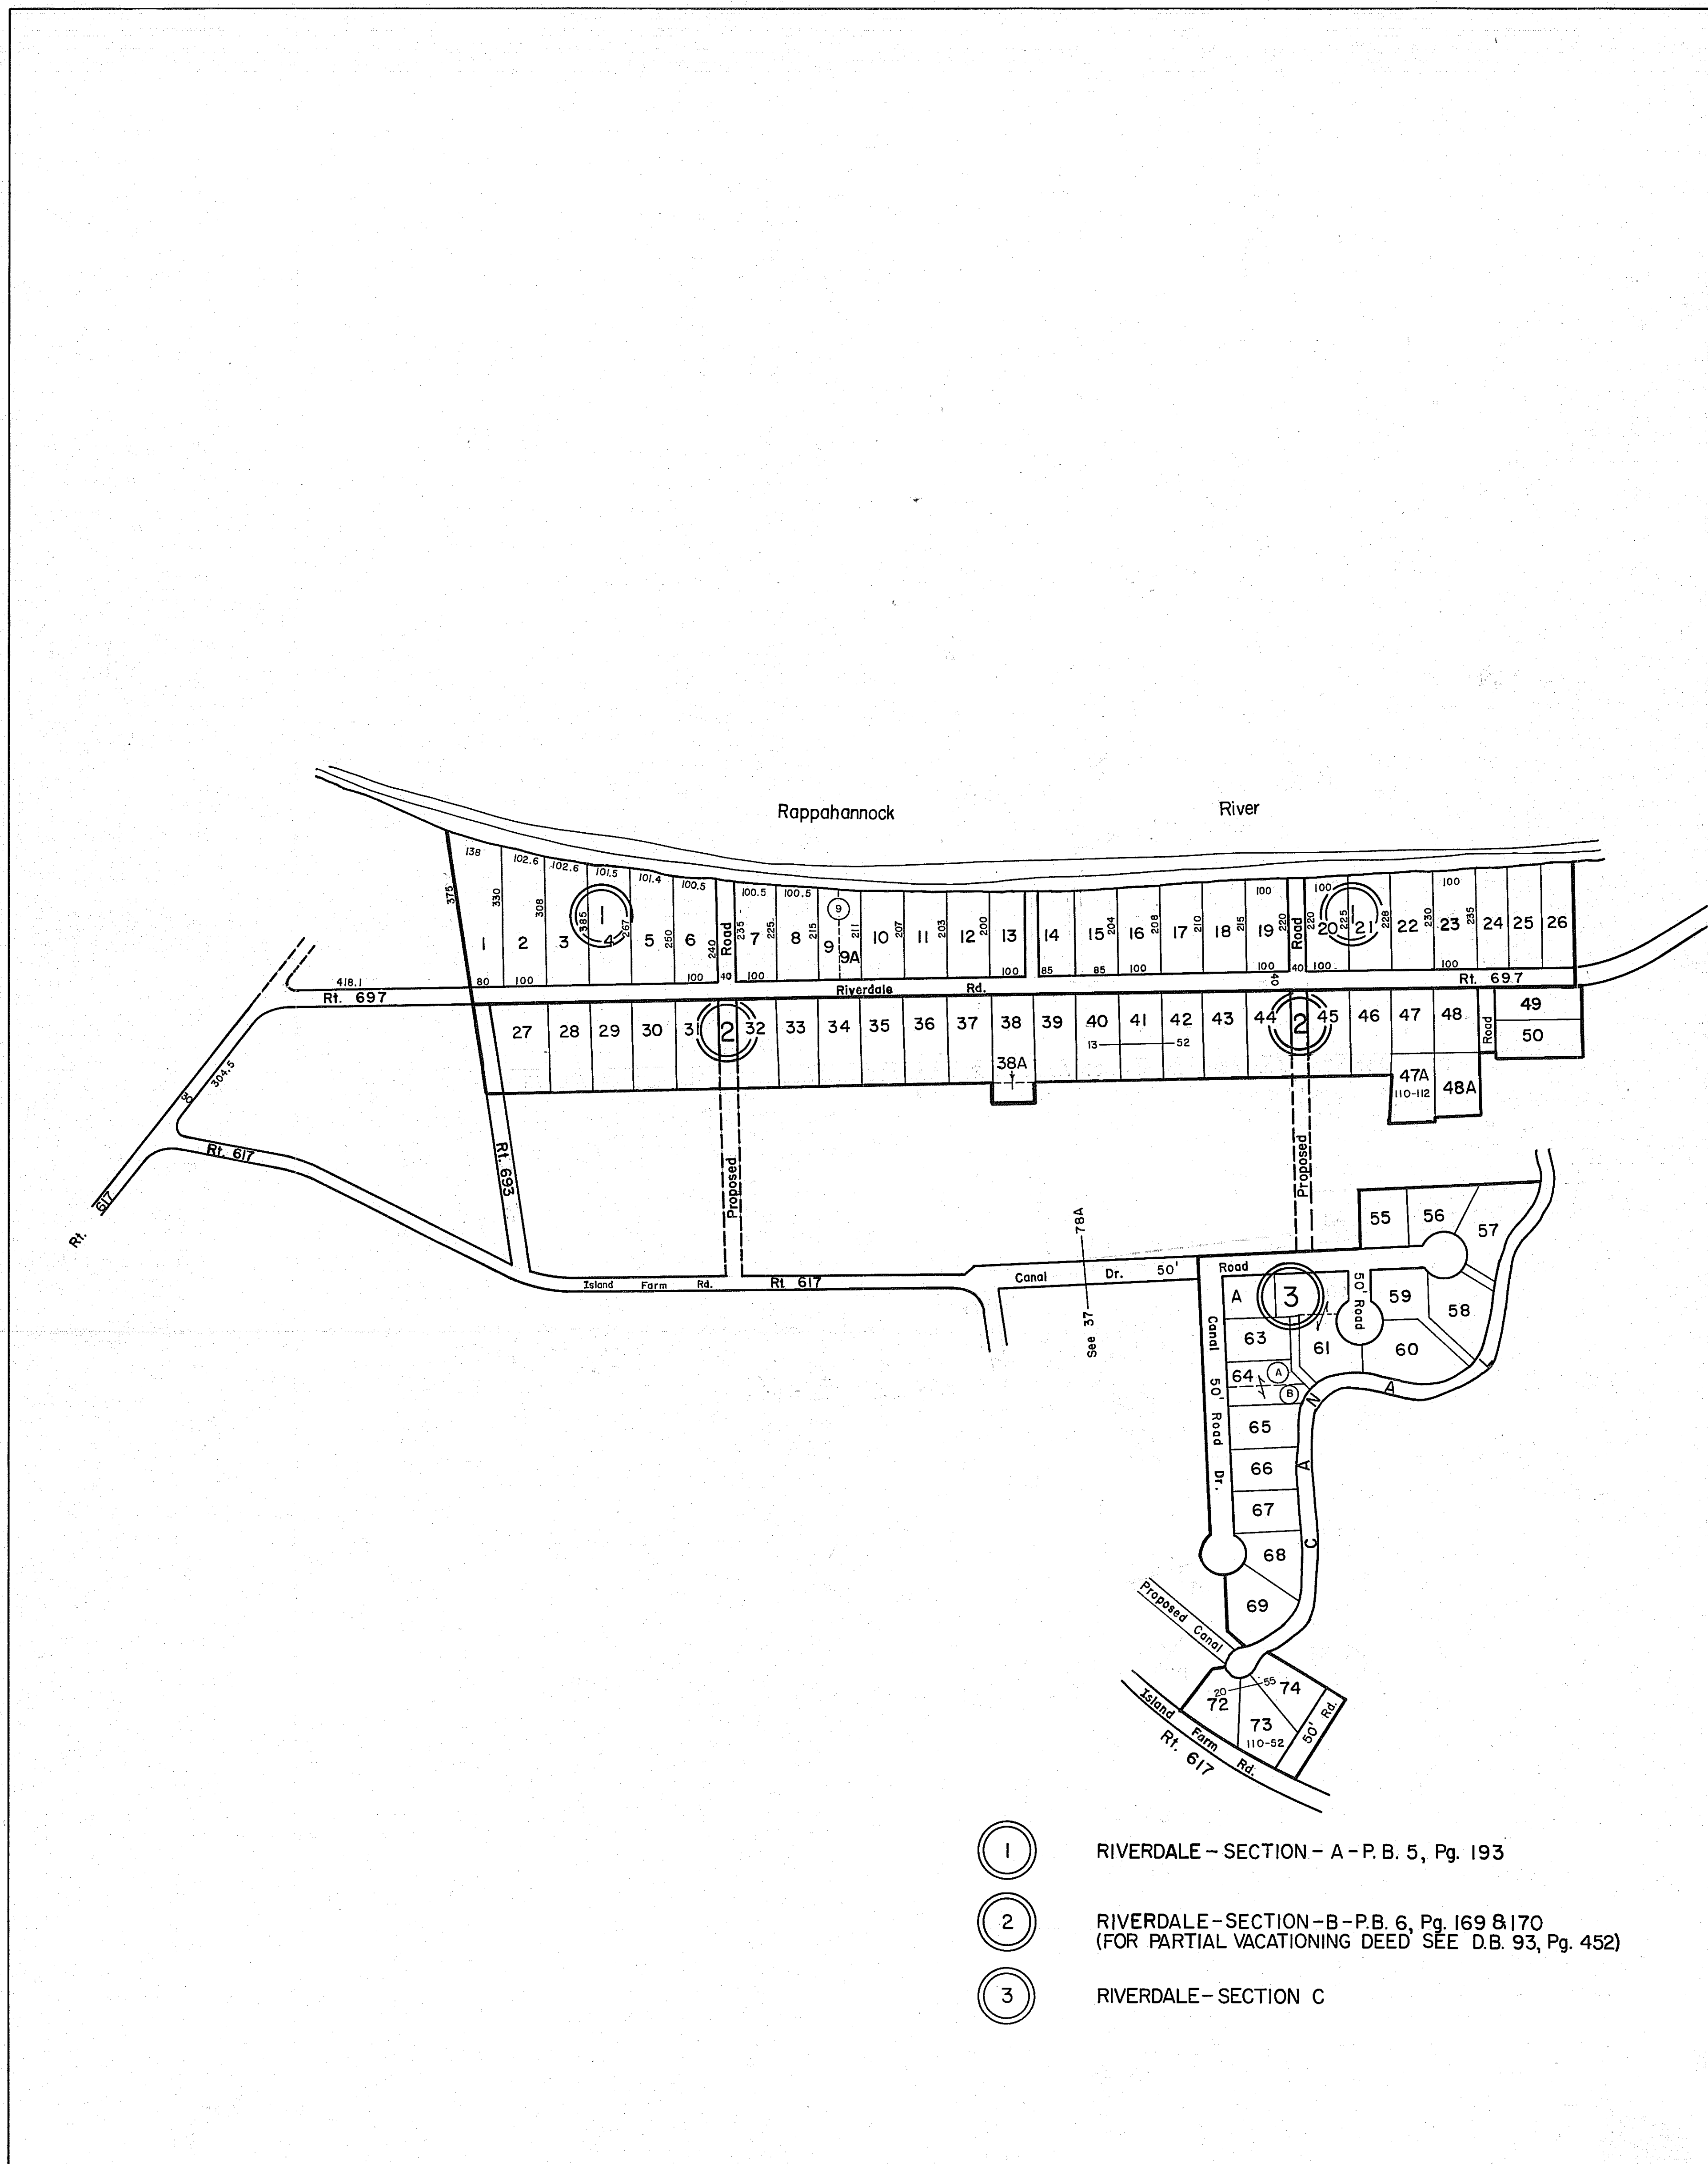 Rappahannock River
138 102.6 102.6 101.5 101.4 100.5 100.5 100.5 100 100 100
375 330 308 385 267 250 240 235 225 215 211 207 203 200 204 208 210 215 220 220 225 228 230 235
1
9
1
1 2 3 4 5 6 Road 7 8 9 9A 10 11 12 13 14 15 16 17 18 19 Road 20 21 22 23 24 25 26
418.1 80 100 100 40 100 100 85 85 100 100 40 100 100
Rt. 697 Riverdale Rd. 40 Rt. 697
27 28 29 30 31 2 32 33 34 35 36 37 38 39 40 41 42 43 44 2 45 46 47 48 Road 49
50
13 52
38A
47A 48A
110-112
304.5
30
Rt. 617
Rt. 617
Rt. 693
Proposed
Proposed
78A
See 37
Island Farm Rd. Rt. 617
Canal Dr. 50'
Road
55 56 57
A 3 50' Road 59 58
63 61 60
64 A
B
65
66
67
68
69
Canal 50' Road Dr.
CANAL
Proposed Canal
20 55
72 74
73
110-52
50' Rd.
Island Farm Rd.
Rt. 617
1 RIVERDALE-SECTION-A-P.B. 5, Pg. 193
2 RIVERDALE-SECTION-B-P.B. 6, Pg. 169 & 170
(FOR PARTIAL VACATIONING DEED SEE D.B. 93, Pg. 452)
3 RIVERDALE-SECTION C